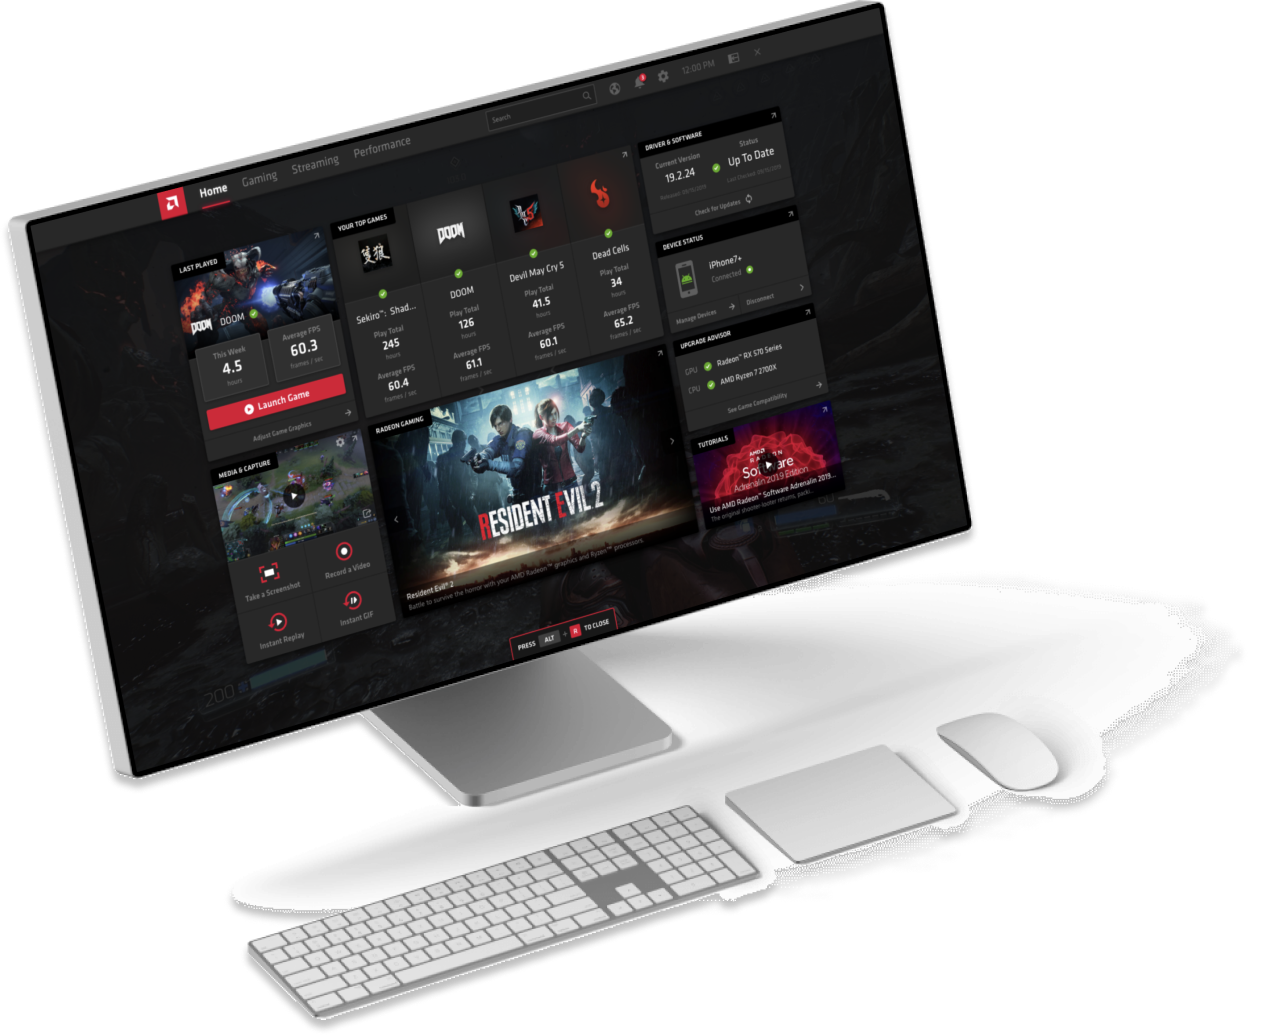 Home
Gaming
Streaming
Performance
Search
12:00 PM
LAST PLAYED
DOOM
DOOM
This Week
4.5
hours
Average FPS
60.3
frames / sec
Launch Game
Adjust Game Graphics
YOUR TOP GAMES
隻狼
Sekiro™: Shad...
Play Total
245
hours
Average FPS
60.4
frames / sec
DOOM
DOOM
Play Total
126
hours
Average FPS
61.1
frames / sec
Devil May Cry 5
Play Total
41.5
hours
Average FPS
60.1
frames / sec
Dead Cells
Play Total
34
hours
Average FPS
65.2
frames / sec
DRIVER & SOFTWARE
Current Version
19.2.24
Status
Up To Date
Check for Updates
DEVICE STATUS
iPhone7+
Connected
Manage Devices
Disconnect
UPGRADE ADVISOR
GPU Radeon™ RX 570 Series
CPU AMD Ryzen 7 2700X
See Game Compatibility
MEDIA & CAPTURE
Take a Screenshot
Record a Video
Instant Replay
Instant GIF
RADEON GAMING
RESIDENT EVIL 2
Resident Evil™ 2
Battle to survive the horror with your AMD Radeon™ graphics and Ryzen™ processors.
TUTORIALS
AMD
RADEON
Software
Adrenalin 2019 Edition
Use AMD Radeon™ Software Adrenalin 2019...
The original shooter-looter returns, packi...
200
PRESS ALT + R TO CLOSE